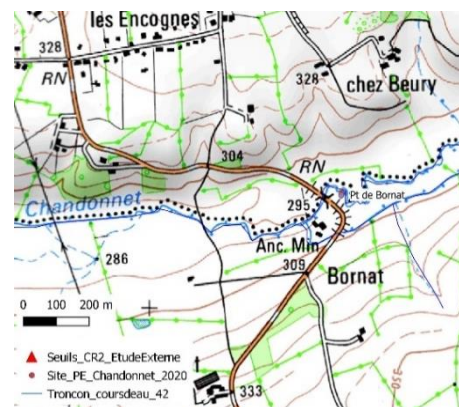 les Encognes
328
RN
328
chez Beury
304
RN
Chandonnet
295
Pt de Bornat
Anc. Min
286
309
Bornat
0 100 200 m
Seuils_CR2_EtudeExterne
Site_PE_Chandonnet_2020
Troncon_coursdeau_42
333
350